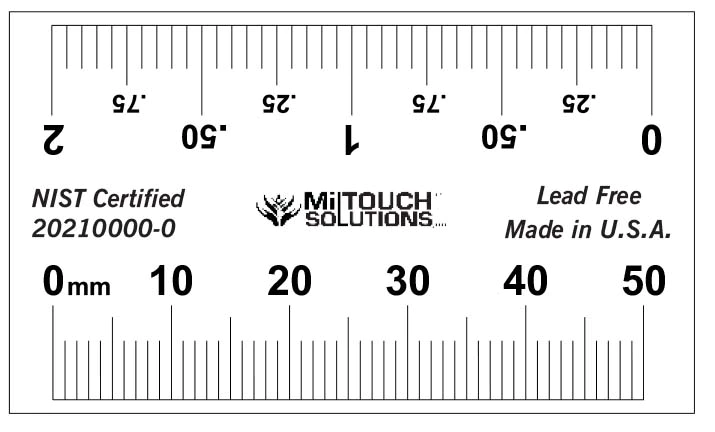 2 .75 .50 .25 1 .75 .50 .25 0
NIST Certified
20210000-0
MilTOUCH
SOLUTIONS
Lead Free
Made in U.S.A.
0mm 10 20 30 40 50